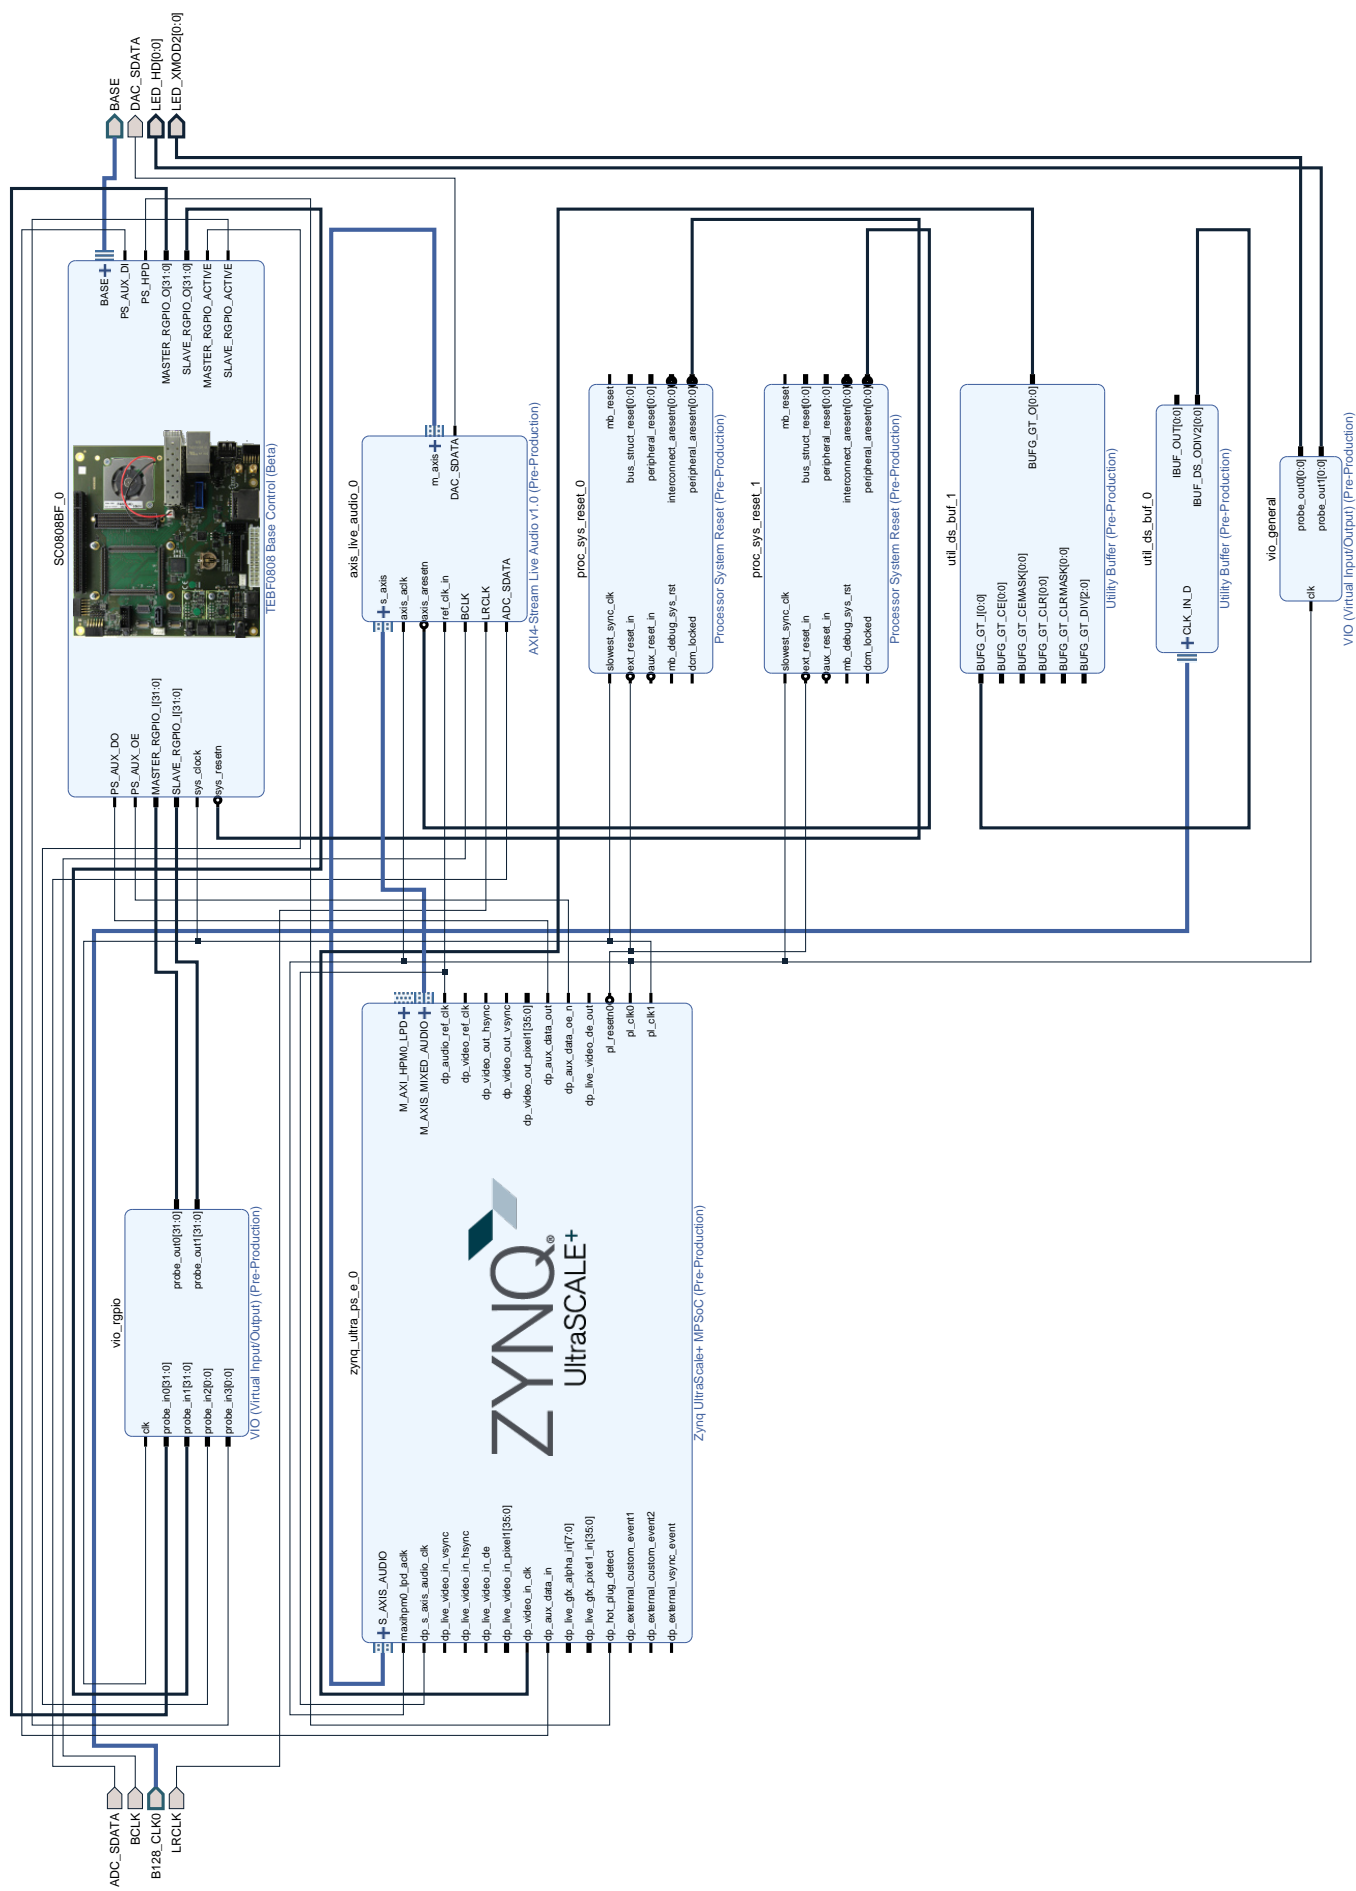 ADC_SDATA
BCLK
B128_CLK0
LRCLK
vio_rgpio
clk
probe_in0[31:0]
probe_in1[31:0]
probe_in2[0:0]
probe_in3[0:0]
probe_out0[31:0]
probe_out1[31:0]
VIO (Virtual Input/Output) (Pre-Production)
SC0808BF_0
PS_AUX_DO
PS_AUX_OE
MASTER_RGPIO_I[31:0]
SLAVE_RGPIO_I[31:0]
sys_clock
sys_resetn
BASE
PS_AUX_DI
PS_HPD
MASTER_RGPIO_O[31:0]
SLAVE_RGPIO_O[31:0]
MASTER_RGPIO_ACTIVE
SLAVE_RGPIO_ACTIVE
TEBF0808 Base Control (Beta)
BASE
DAC_SDATA
LED_HD[0:0]
LED_XMOD2[0:0]
zynq_ultra_ps_e_0
S_AXIS_AUDIO
maxihpm0_lpd_aclk
dp_s_axis_audio_clk
dp_live_video_in_vsync
dp_live_video_in_hsync
dp_live_video_in_de
dp_live_video_in_pixel1[35:0]
dp_video_in_clk
dp_aux_data_in
dp_live_gfx_alpha_in[7:0]
dp_live_gfx_pixel1_in[35:0]
dp_hot_plug_detect
dp_external_custom_event1
dp_external_custom_event2
dp_external_vsync_event
ZYNQ®
UltraSCALE+
M_AXI_HPM0_LPD
M_AXIS_MIXED_AUDIO
dp_audio_ref_clk
dp_video_ref_clk
dp_video_out_hsync
dp_video_out_vsync
dp_video_out_pixel1[35:0]
dp_aux_data_out
dp_aux_data_oe_n
dp_live_video_de_out
pl_resetn0
pl_clk0
pl_clk1
Zynq UltraScale+ MPSoC (Pre-Production)
axis_live_audio_0
s_axis
axis_aclk
axis_aresetn
ref_clk_in
BCLK
LRCLK
ADC_SDATA
m_axis
DAC_SDATA
AXI4-Stream Live Audio v1.0 (Pre-Production)
proc_sys_reset_0
slowest_sync_clk
ext_reset_in
aux_reset_in
mb_debug_sys_rst
dcm_locked
mb_reset
bus_struct_reset[0:0]
peripheral_reset[0:0]
interconnect_aresetn[0:0]
peripheral_aresetn[0:0]
Processor System Reset (Pre-Production)
proc_sys_reset_1
slowest_sync_clk
ext_reset_in
aux_reset_in
mb_debug_sys_rst
dcm_locked
mb_reset
bus_struct_reset[0:0]
peripheral_reset[0:0]
interconnect_aresetn[0:0]
peripheral_aresetn[0:0]
Processor System Reset (Pre-Production)
util_ds_buf_1
BUFG_GT_I[0:0]
BUFG_GT_CE[0:0]
BUFG_GT_CEMASK[0:0]
BUFG_GT_CLR[0:0]
BUFG_GT_CLRMASK[0:0]
BUFG_GT_DIV[2:0]
BUFG_GT_O[0:0]
Utility Buffer (Pre-Production)
util_ds_buf_0
CLK_IN_D
IBUF_OUT[0:0]
IBUF_DS_ODIV2[0:0]
Utility Buffer (Pre-Production)
vio_general
clk
probe_out0[0:0]
probe_out1[0:0]
VIO (Virtual Input/Output) (Pre-Production)